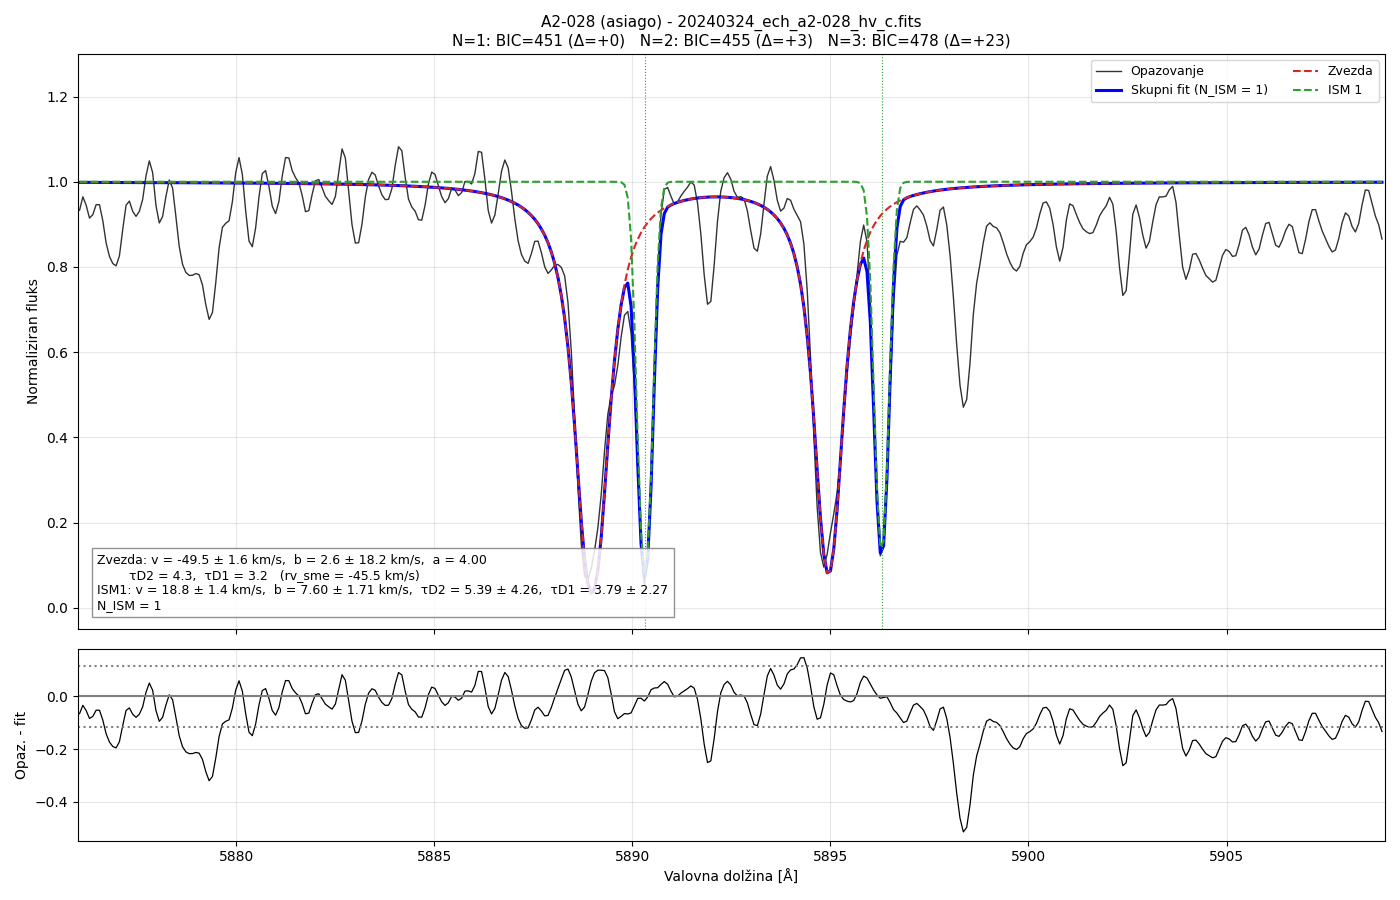 A2-028 (asiago) - 20240324_ech_a2-028_hv_c.fits
N=1: BIC=451 (Δ=+0)   N=2: BIC=455 (Δ=+3)   N=3: BIC=478 (Δ=+23)
Opazovanje
Skupni fit (N_ISM = 1)
Zvezda
ISM 1
Normaliziran fluks
1.2
1.0
0.8
0.6
0.4
0.2
0.0
Zvezda: v = -49.5 ± 1.6 km/s,  b = 2.6 ± 18.2 km/s,  a = 4.00
τD2 = 4.3,  τD1 = 3.2   (rv_sme = -45.5 km/s)
ISM1: v = 18.8 ± 1.4 km/s,  b = 7.60 ± 1.71 km/s,  τD2 = 5.39 ± 4.26,  τD1 = 3.79 ± 2.27
N_ISM = 1
Opaz. - fit
0.0
−0.2
−0.4
5880
5885
5890
5895
5900
5905
Valovna dolžina [Å]